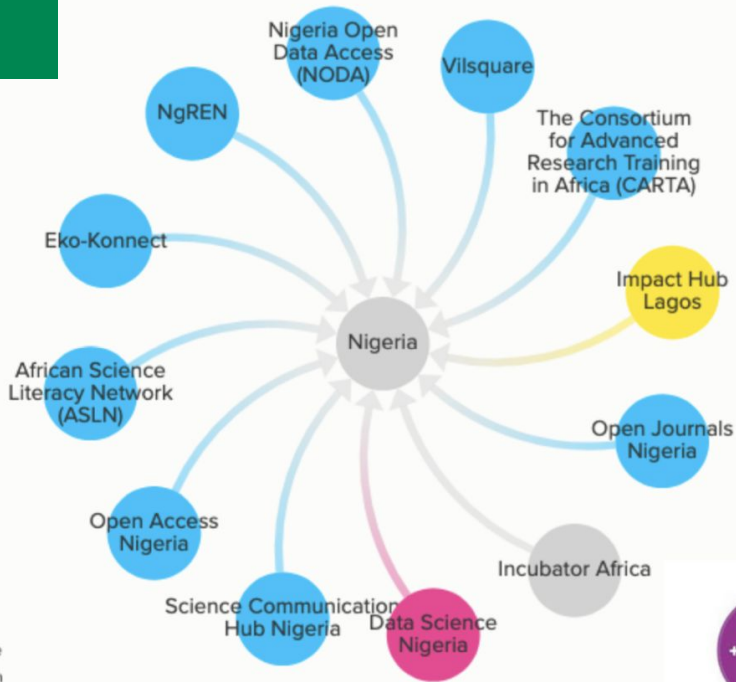 Nigeria Open
Data Access
(NODA)
Vilsquare
NgREN
The Consortium
for Advanced
Research Training
in Africa (CARTA)
Eko-Konnect
Impact Hub
Lagos
Nigeria
African Science
Literacy Network
(ASLN)
Open Journals
Nigeria
Open Access
Nigeria
Incubator Africa
Science Communication
Hub Nigeria
Data Science
Nigeria
+